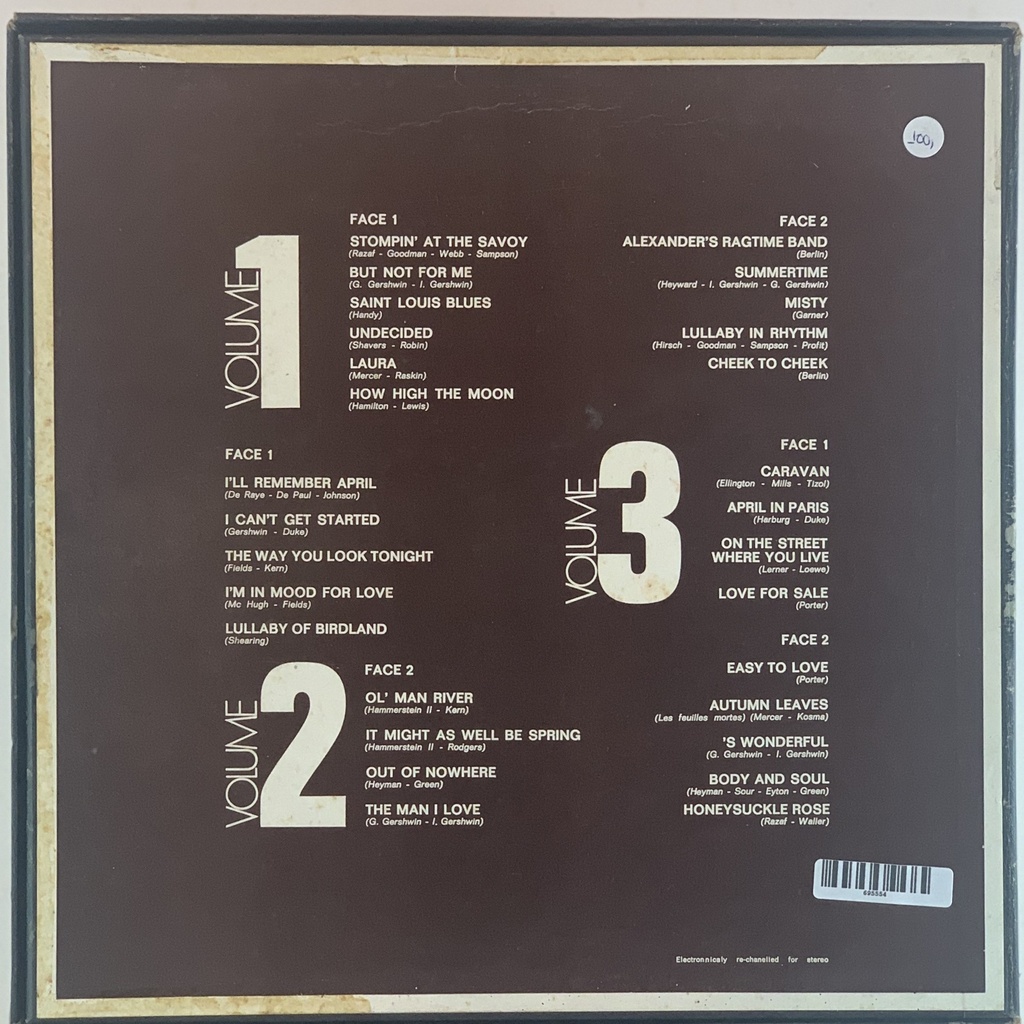 100,
VOLUME 1
FACE 1
STOMPIN' AT THE SAVOY
(Razaf - Goodman - Webb - Sampson)
BUT NOT FOR ME
(G. Gershwin - I. Gershwin)
SAINT LOUIS BLUES
(Handy)
UNDECIDED
(Shavers - Robin)
LAURA
(Mercer - Raskin)
HOW HIGH THE MOON
(Hamilton - Lewis)
FACE 2
ALEXANDER'S RAGTIME BAND
(Berlin)
SUMMERTIME
(Heyward - I. Gershwin - G. Gershwin)
MISTY
(Garner)
LULLABY IN RHYTHM
(Hirsch - Goodman - Sampson - Profit)
CHEEK TO CHEEK
(Berlin)
FACE 1
I'LL REMEMBER APRIL
(De Raye - De Paul - Johnson)
I CAN'T GET STARTED
(Gershwin - Duke)
THE WAY YOU LOOK TONIGHT
(Fields - Kern)
I'M IN MOOD FOR LOVE
(Mc Hugh - Fields)
LULLABY OF BIRDLAND
(Shearing)
VOLUME 2
FACE 2
OL' MAN RIVER
(Hammerstein II - Kern)
IT MIGHT AS WELL BE SPRING
(Hammerstein II - Rodgers)
OUT OF NOWHERE
(Heyman - Green)
THE MAN I LOVE
(G. Gershwin - I. Gershwin)
VOLUME 3
FACE 1
CARAVAN
(Ellington - Mills - Tizol)
APRIL IN PARIS
(Harburg - Duke)
ON THE STREET
WHERE YOU LIVE
(Lerner - Loewe)
LOVE FOR SALE
(Porter)
FACE 2
EASY TO LOVE
(Porter)
AUTUMN LEAVES
(Les feuilles mortes) (Mercer - Kosma)
'S WONDERFUL
(G. Gershwin - I. Gershwin)
BODY AND SOUL
(Heyman - Sour - Eyton - Green)
HONEYSUCKLE ROSE
(Razaf - Waller)
695554
Electronnicaly re-chanelled for stereo